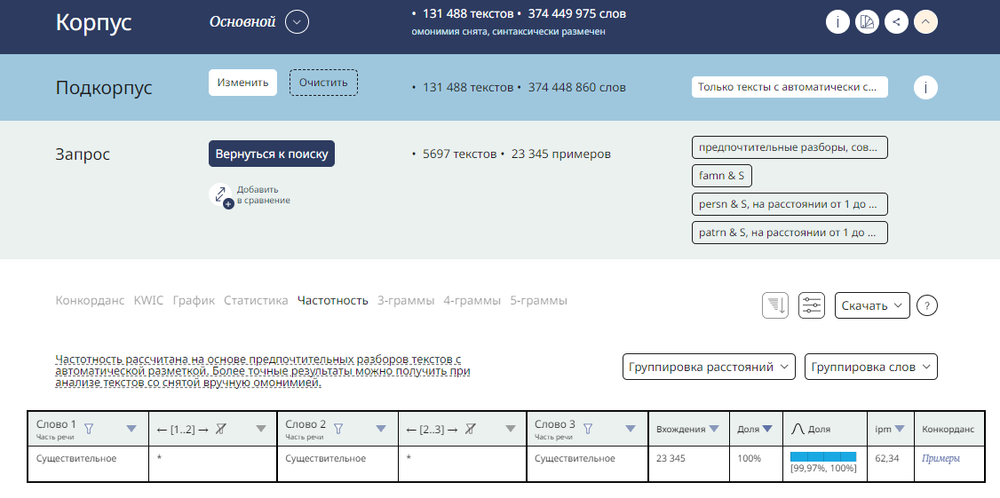 Корпус
Основной
• 131 488 текстов • 374 449 975 слов
омонимия снята, синтаксически размечен
i
Подкорпус
Изменить
Очистить
• 131 488 текстов • 374 448 860 слов
Только тексты с автоматически с...
i
Запрос
Вернуться к поиску
• 5697 текстов • 23 345 примеров
предпочтительные разборы, сов...
famn & S
persn & S, на расстоянии от 1 до ...
patrn & S, на расстоянии от 1 до ...
Добавить
в сравнение
Конкорданс KWIC График Статистика Частотность 3-граммы 4-граммы 5-граммы
Скачать
?
Частотность рассчитана на основе предпочтительных разборов текстов с
автоматической разметкой. Более точные результаты можно получить при
анализе текстов со снятой вручную омонимией.
Группировка расстояний
Группировка слов
Слово 1 ← [1..2] → Слово 2 ← [2..3] → Слово 3 Вхождения Доля Доля ipm Конкорданс
Часть речи Часть речи Часть речи
Существительное * Существительное * Существительное 23 345 100% [99,97%, 100%] 62,34 Примеры